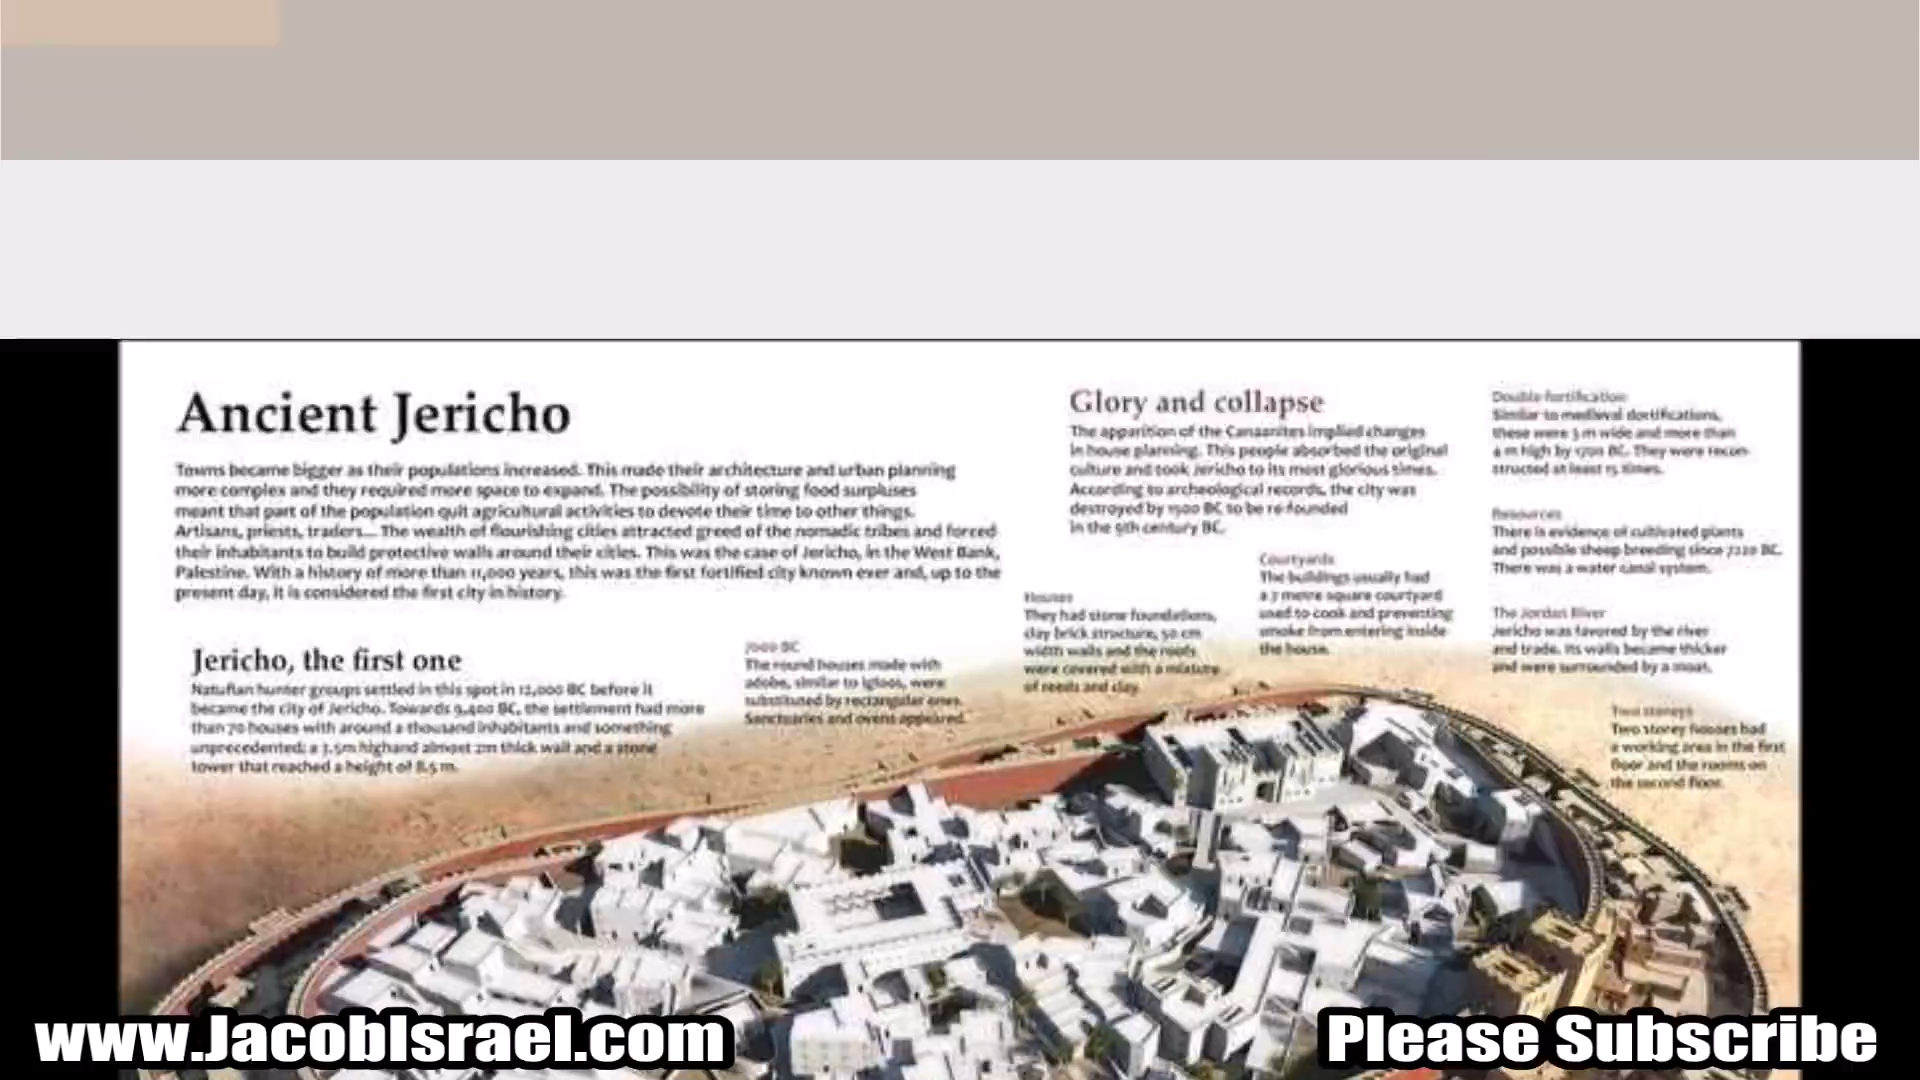 Ancient Jericho
Towns became bigger as their populations increased. This made their architecture and urban planning
more complex and they required more space to expand. The possibility of storing food surpluses
meant that part of the population quit agricultural activities to devote their time to other things.
Artisans, priests, traders... The wealth of flourishing cities attracted greed of the nomadic tribes and forced
their inhabitants to build protective walls around their cities. This was the case of Jericho, in the West Bank,
Palestine. With a history of more than 11,000 years, this was the first fortified city known ever and, up to the
present day, it is considered the first city in history.
Jericho, the first one
Natufian hunter groups settled in this spot in 12,000 BC before it
became the city of Jericho. Towards 9,400 BC, the settlement had more
than 70 houses with around a thousand inhabitants and something
unprecedented: a 3.5m highand almost 2m thick wall and a stone
tower that reached a height of 8.5 m.
7000 BC
The round houses made with
adobe, similar to igloos, were
substituted by rectangular ones.
Sanctuaries and ovens appeared.
Glory and collapse
The apparition of the Canaanites implied changes
in house planning. This people absorbed the original
culture and took Jericho to its most glorious times.
According to archeological records, the city was
destroyed by 1500 BC to be re-founded
in the 9th century BC.
Houses
They had stone foundations,
clay brick structure, 50 cm
width walls and the roofs
were covered with a mixture
of reeds and clay.
Courtyards
The buildings usually had
a 7 metre square courtyard
used to cook and preventing
smoke from entering inside
the house.
Double fortification
Similar to medieval dortifications,
these were 3 m wide and more than
4 m high by 1700 BC. They were recon-
structed at least 15 times.
Resources
There is evidence of cultivated plants
and possible sheep breeding since 7220 BC.
There was a water canal system.
The Jordan River
Jericho was favored by the river
and trade. Its walls became thicker
and were surrounded by a moat.
Two storeys
Two storey houses had
a working area in the first
floor and the rooms on
the second floor.
www.JacobIsrael.com
Please Subscribe